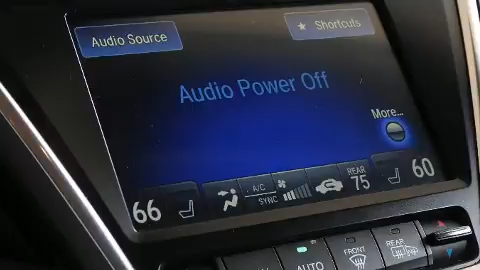 Audio Source
★ Shortcuts
Audio Power Off
More...
66
A/C
SYNC
REAR
75
60
AUTO
FRONT
REAR